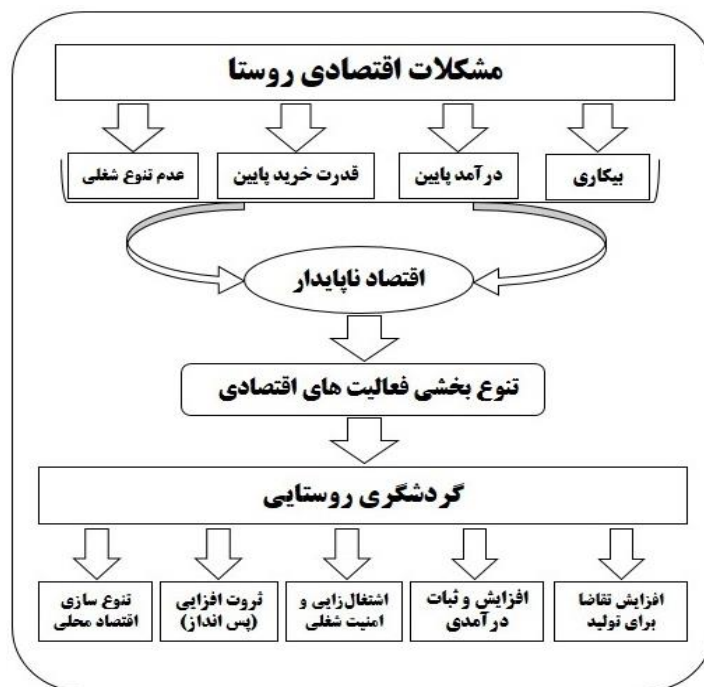 مشکلات اقتصادی روستا
بیکاری
درآمد پایین
قدرت خرید پایین
عدم تنوع شغلی
اقتصاد ناپایدار
تنوع بخشی فعالیت های اقتصادی
گردشگری روستایی
افزایش تقاضا
برای تولید
افزایش و ثبات
درآمدی
اشتغال‌زایی و
امنیت شغلی
ثروت افزایی
(پس انداز)
تنوع سازی
اقتصاد محلی